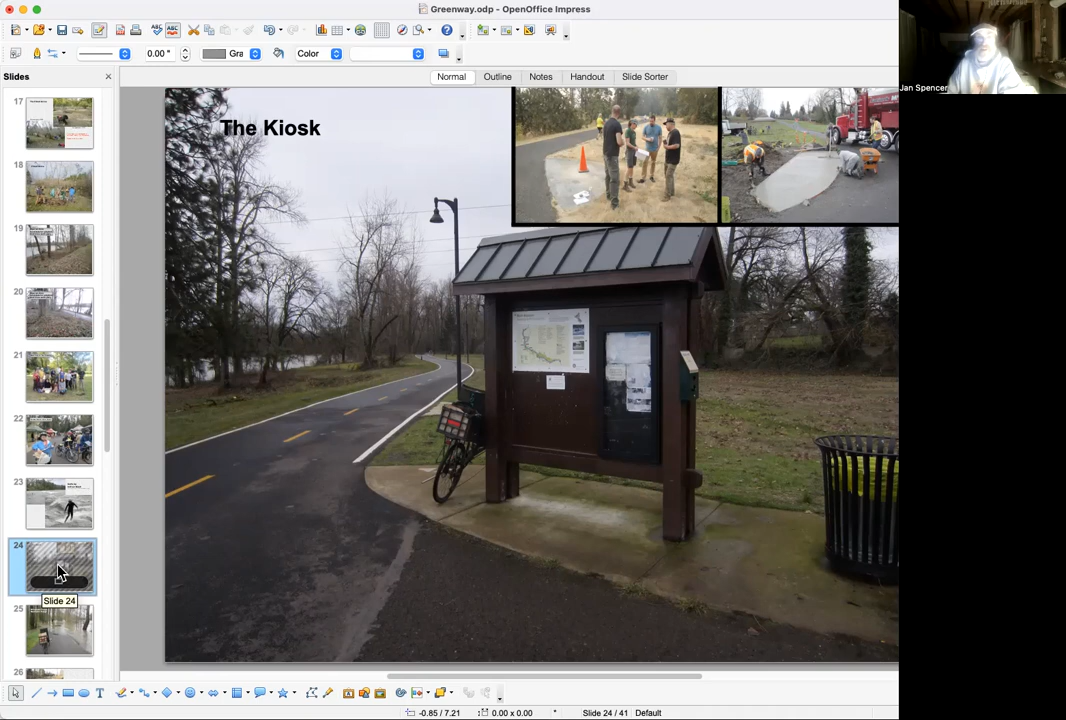 Greenway.odp - OpenOffice Impress
0.00 "
Gra
Color
Slides
Normal
Outline
Notes
Handout
Slide Sorter
Jan Spencer
The Kiosk
17
18
19
20
21
22
23
24
Slide 24
25
26
-0.85 / 7.21
0.00 x 0.00
*
Slide 24 / 41
Default